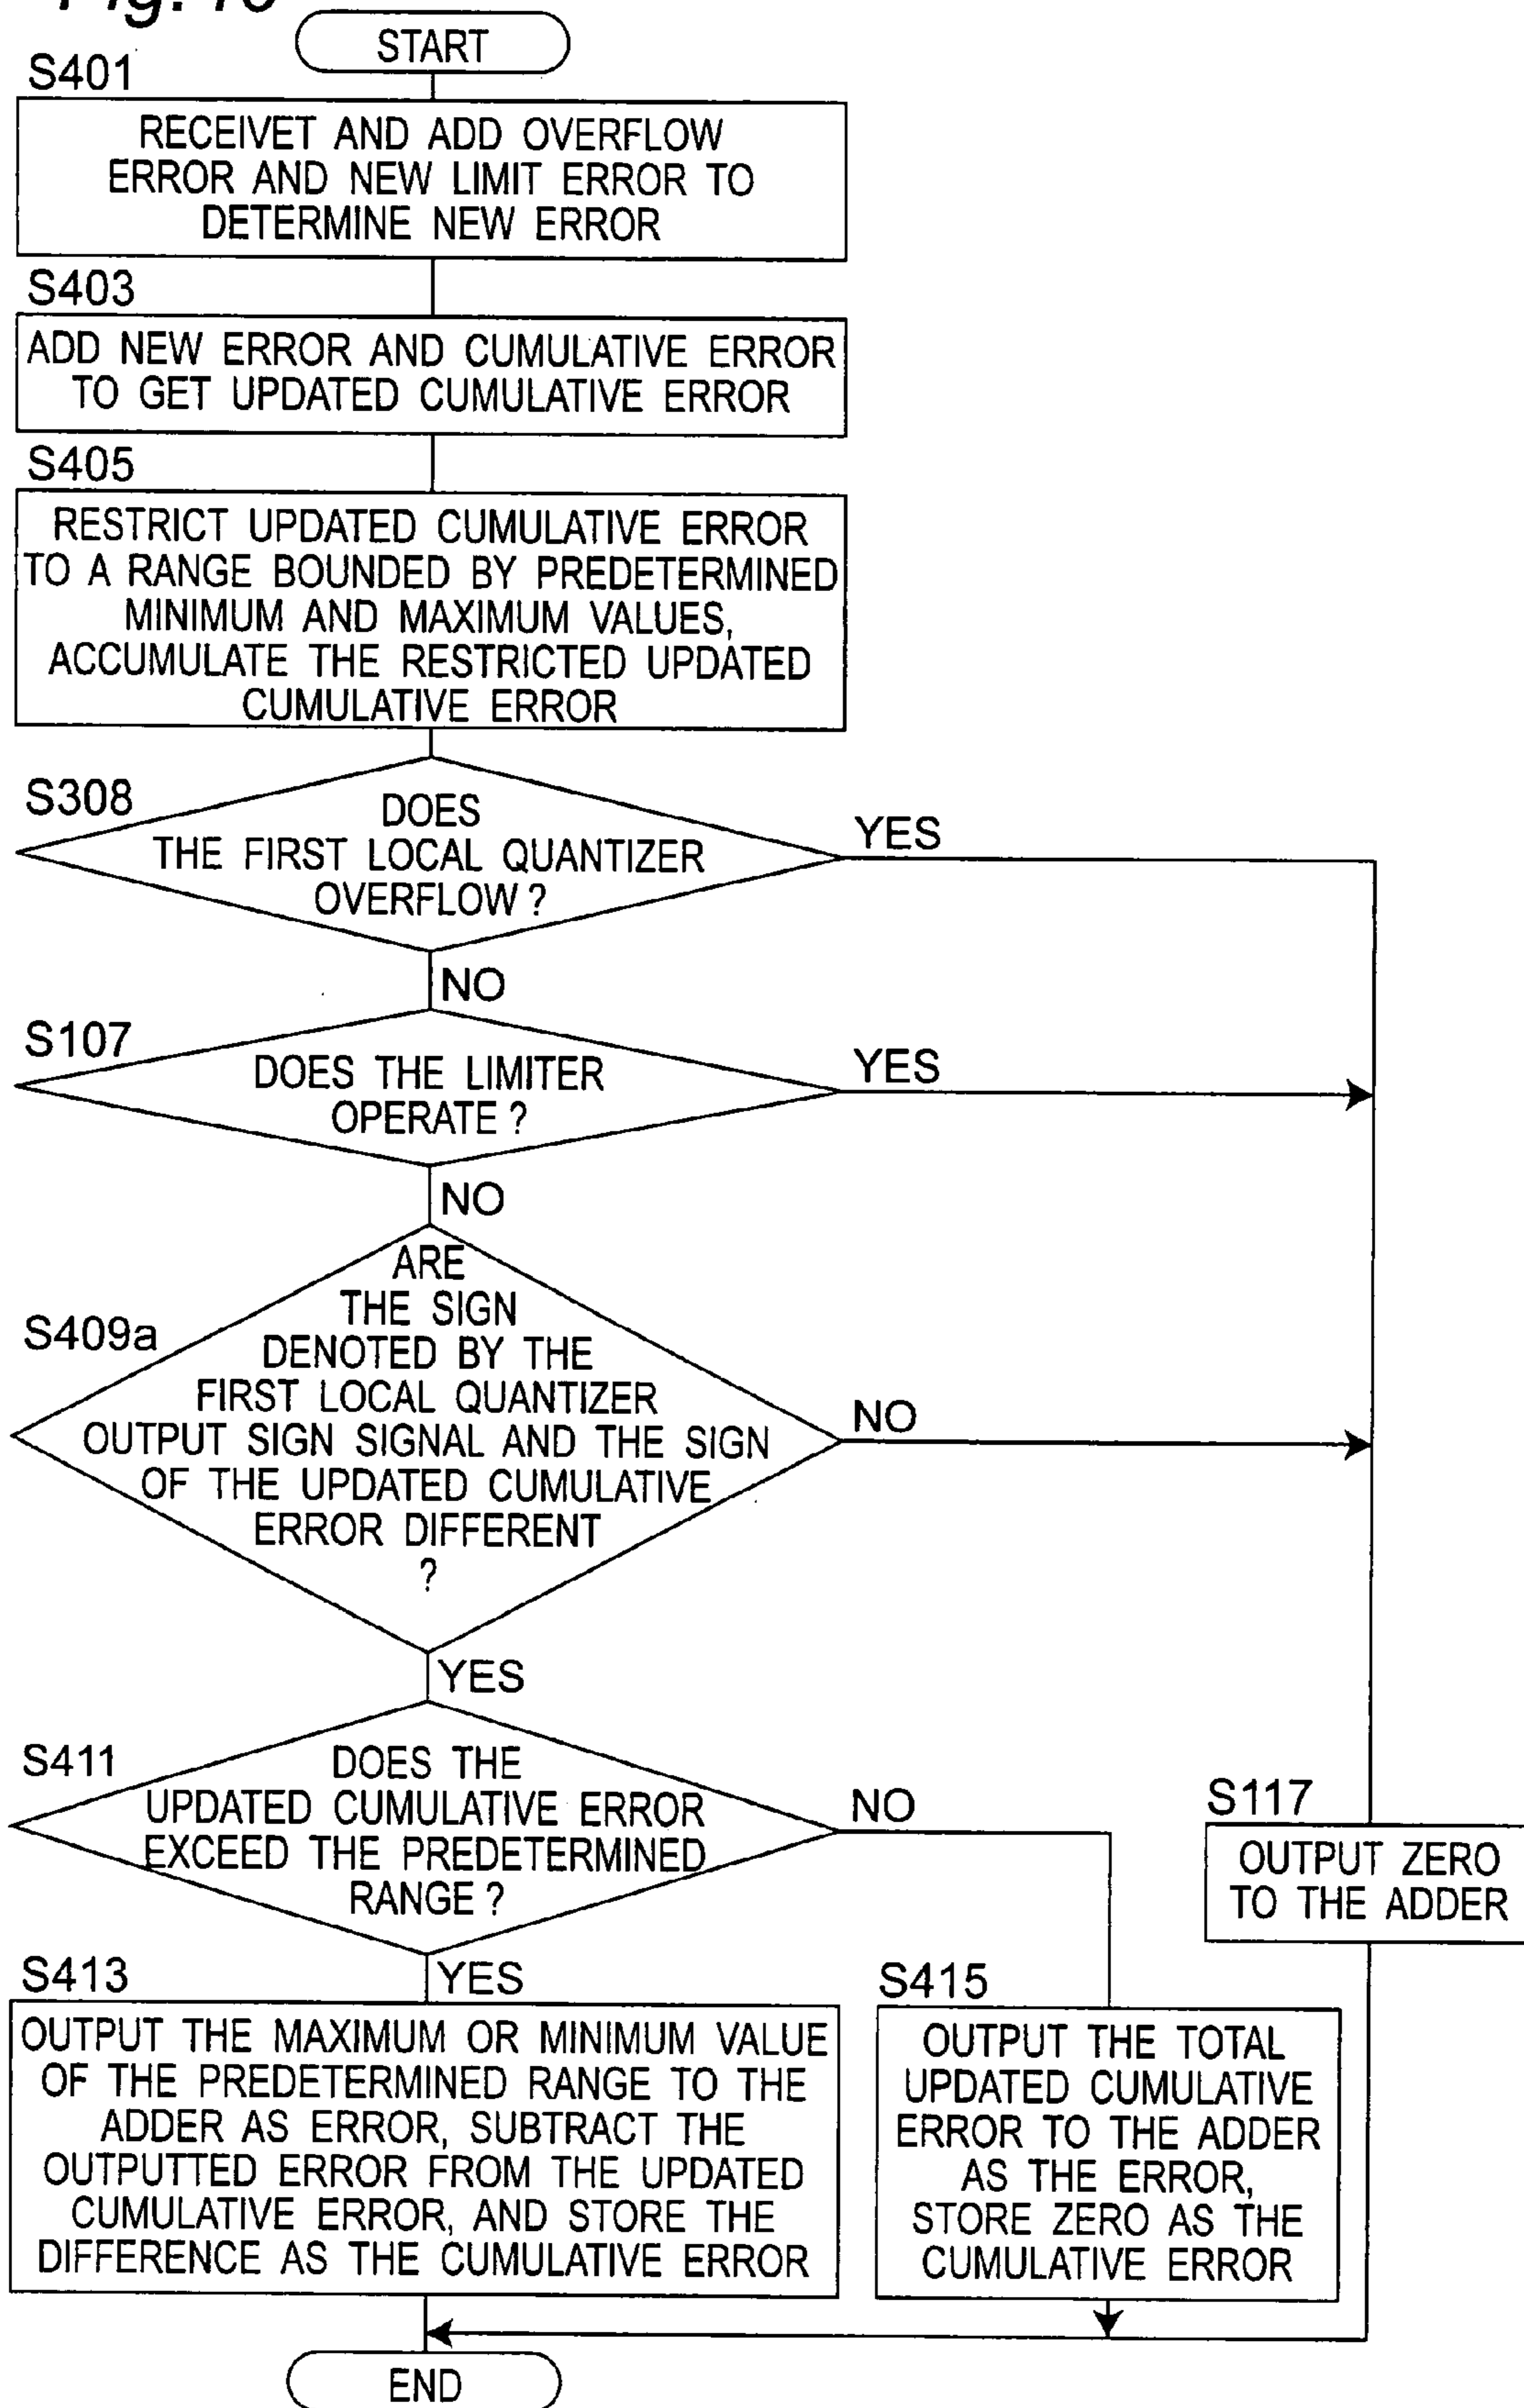 START
S401
RECEIVET AND ADD OVERFLOW
ERROR AND NEW LIMIT ERROR TO
DETERMINE NEW ERROR
S403
ADD NEW ERROR AND CUMULATIVE ERROR
TO GET UPDATED CUMULATIVE ERROR
S405
RESTRICT UPDATED CUMULATIVE ERROR
TO A RANGE BOUNDED BY PREDETERMINED
MINIMUM AND MAXIMUM VALUES,
ACCUMULATE THE RESTRICTED UPDATED
CUMULATIVE ERROR
S308
DOES
THE FIRST LOCAL QUANTIZER
OVERFLOW ?
YES
NO
S107
DOES THE LIMITER
OPERATE ?
YES
NO
S409a
ARE
THE SIGN
DENOTED BY THE
FIRST LOCAL QUANTIZER
OUTPUT SIGN SIGNAL AND THE SIGN
OF THE UPDATED CUMULATIVE
ERROR DIFFERENT
?
NO
YES
S411
DOES THE
UPDATED CUMULATIVE ERROR
EXCEED THE PREDETERMINED
RANGE ?
NO
YES
S117
OUTPUT ZERO
TO THE ADDER
S413
OUTPUT THE MAXIMUM OR MINIMUM VALUE
OF THE PREDETERMINED RANGE TO THE
ADDER AS ERROR, SUBTRACT THE
OUTPUTTED ERROR FROM THE UPDATED
CUMULATIVE ERROR, AND STORE THE
DIFFERENCE AS THE CUMULATIVE ERROR
S415
OUTPUT THE TOTAL
UPDATED CUMULATIVE
ERROR TO THE ADDER
AS THE ERROR,
STORE ZERO AS THE
CUMULATIVE ERROR
END